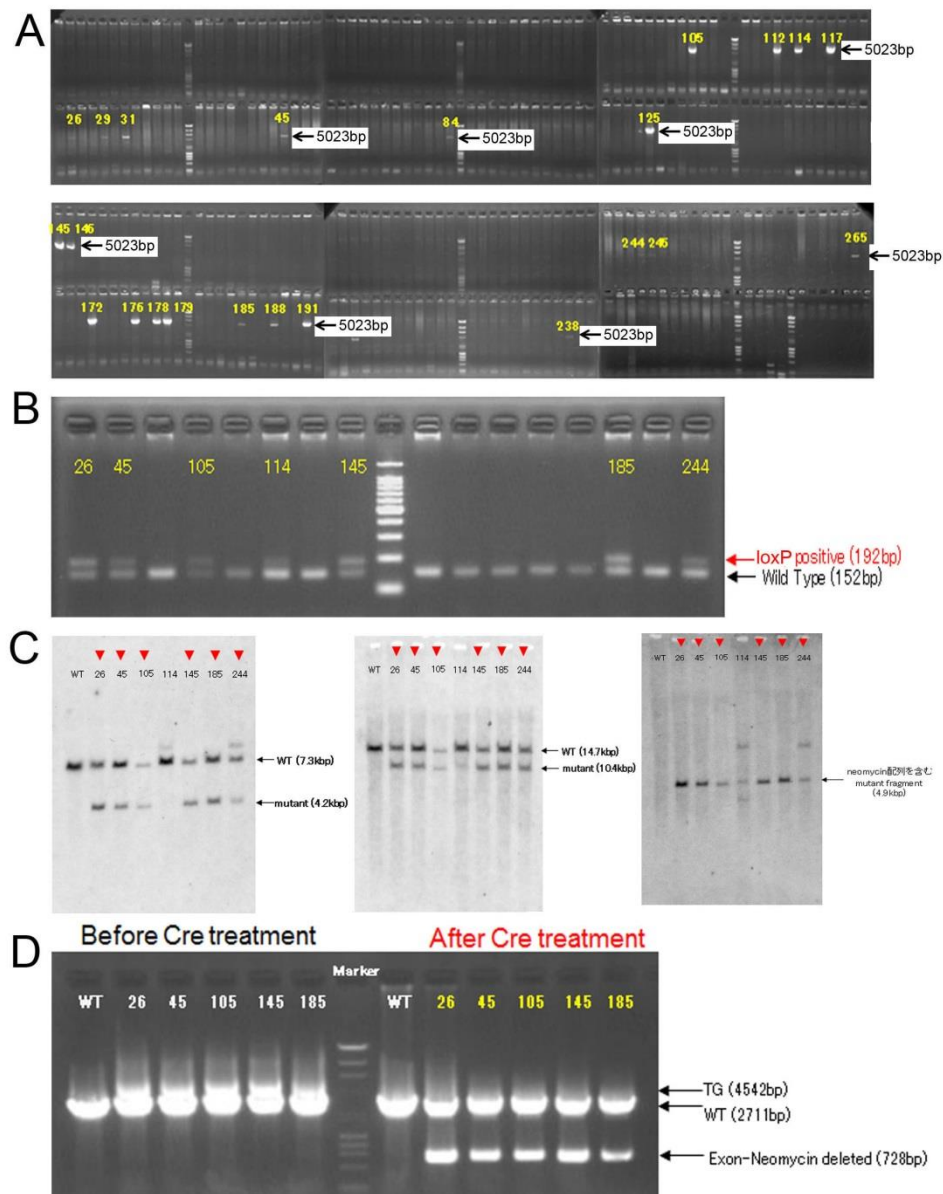 A
105 112 114 117 ←5023bp
26 29 31 45 ←5023bp 84 ←5023bp 125 ←5023bp
145 146 ←5023bp 244 245 265 ←5023bp
172 176 178 179 185 188 191 ←5023bp 238
B
26 45 105 114 145 185 244
loxP positive (192bp)
Wild Type (152bp)
C
WT 26 45 105 114 145 185 244
WT (7.3kbp)
mutant (4.2kbp)
WT 26 45 105 114 145 185 244
WT (14.7kbp)
mutant (10.4kbp)
WT 26 45 105 114 145 185 244
neomycin配列を含む
mutant fragment
(4.9kbp)
Before Cre treatment After Cre treatment
D
Marker
WT 26 45 105 145 185 WT 26 45 105 145 185
TG (4542bp)
WT (2711bp)
Exon-Neomycin deleted (728bp)